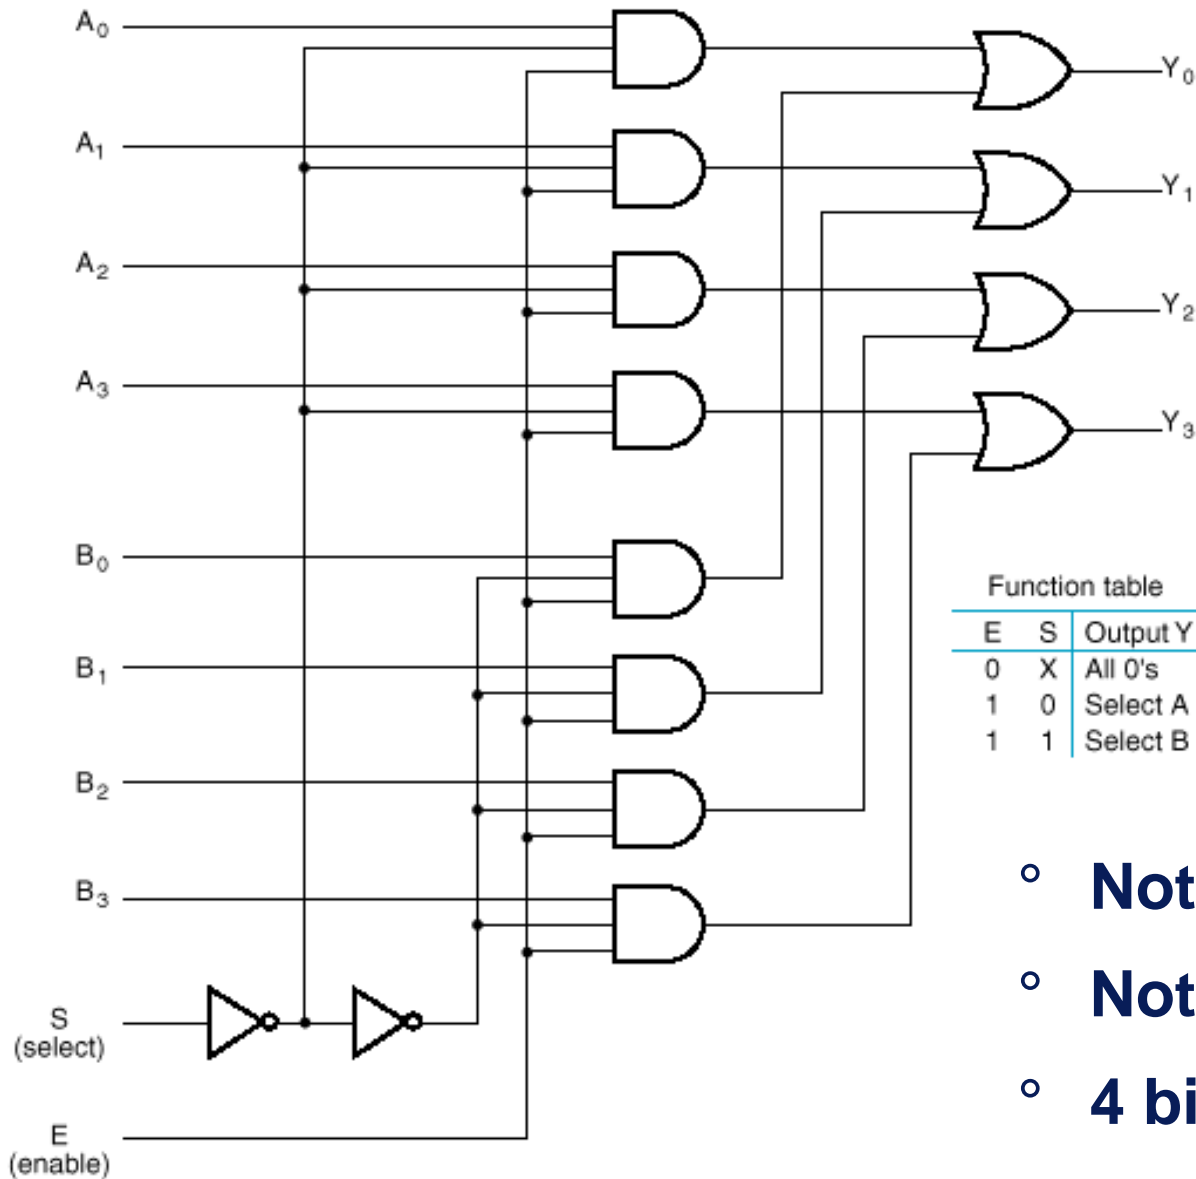 A0
Y0
A1
Y1
A2
Y2
A3
Y3
B0
Function table
E S Output Y
0 X All 0's
1 0 Select A
1 1 Select B
B1
B2
B3
° Not
° Not
° 4 bi
S
(select)
E
(enable)